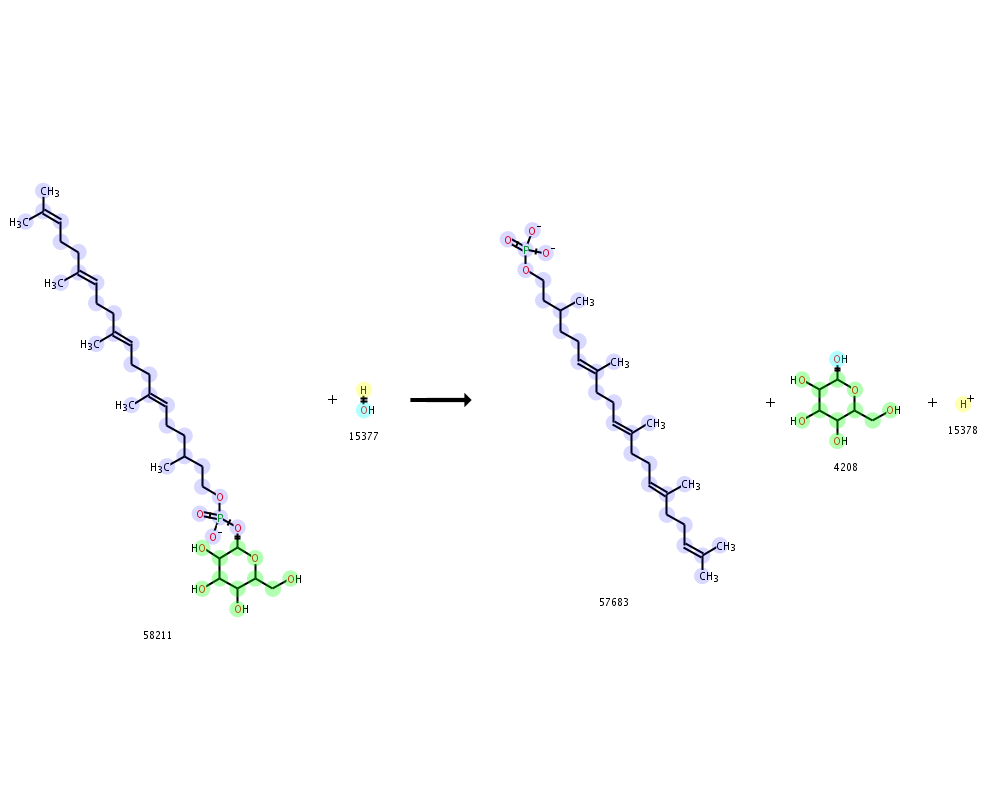 CH3
H3C
H3C
H3C
H3C
H3C
O
O P O
O-
HO O
HO OH
OH
58211
+
H
OH
15377
O-
O P O-
O
CH3
CH3
CH3
CH3
CH3
CH3
57683
+
OH
HO O
HO OH
OH
4208
+
H+
15378